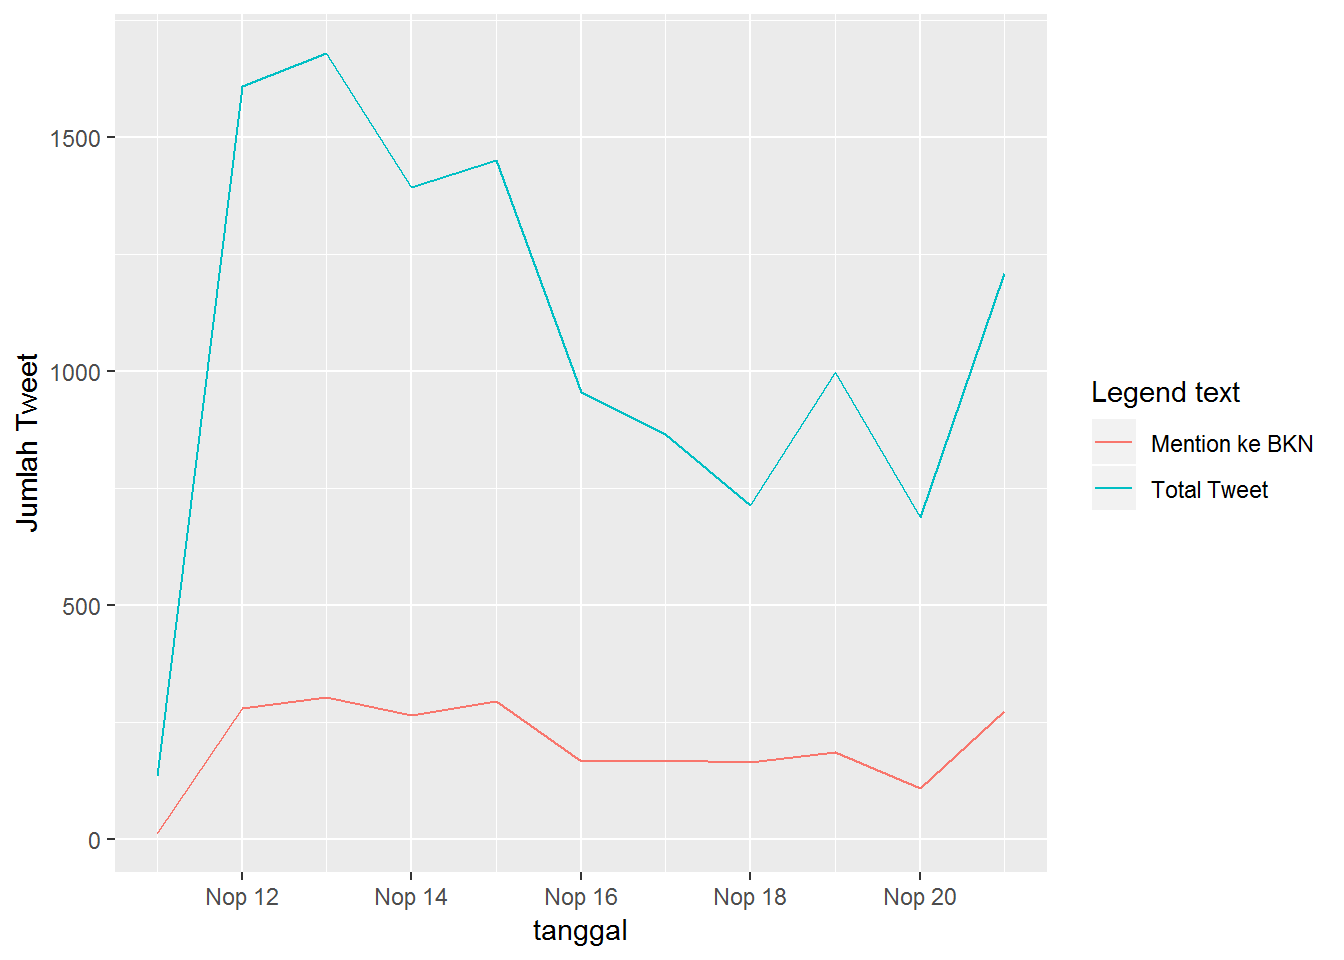 1500
1000
500
0
Jumlah Tweet
Nop 12
Nop 14
Nop 16
Nop 18
Nop 20
tanggal
Legend text
Mention ke BKN
Total Tweet